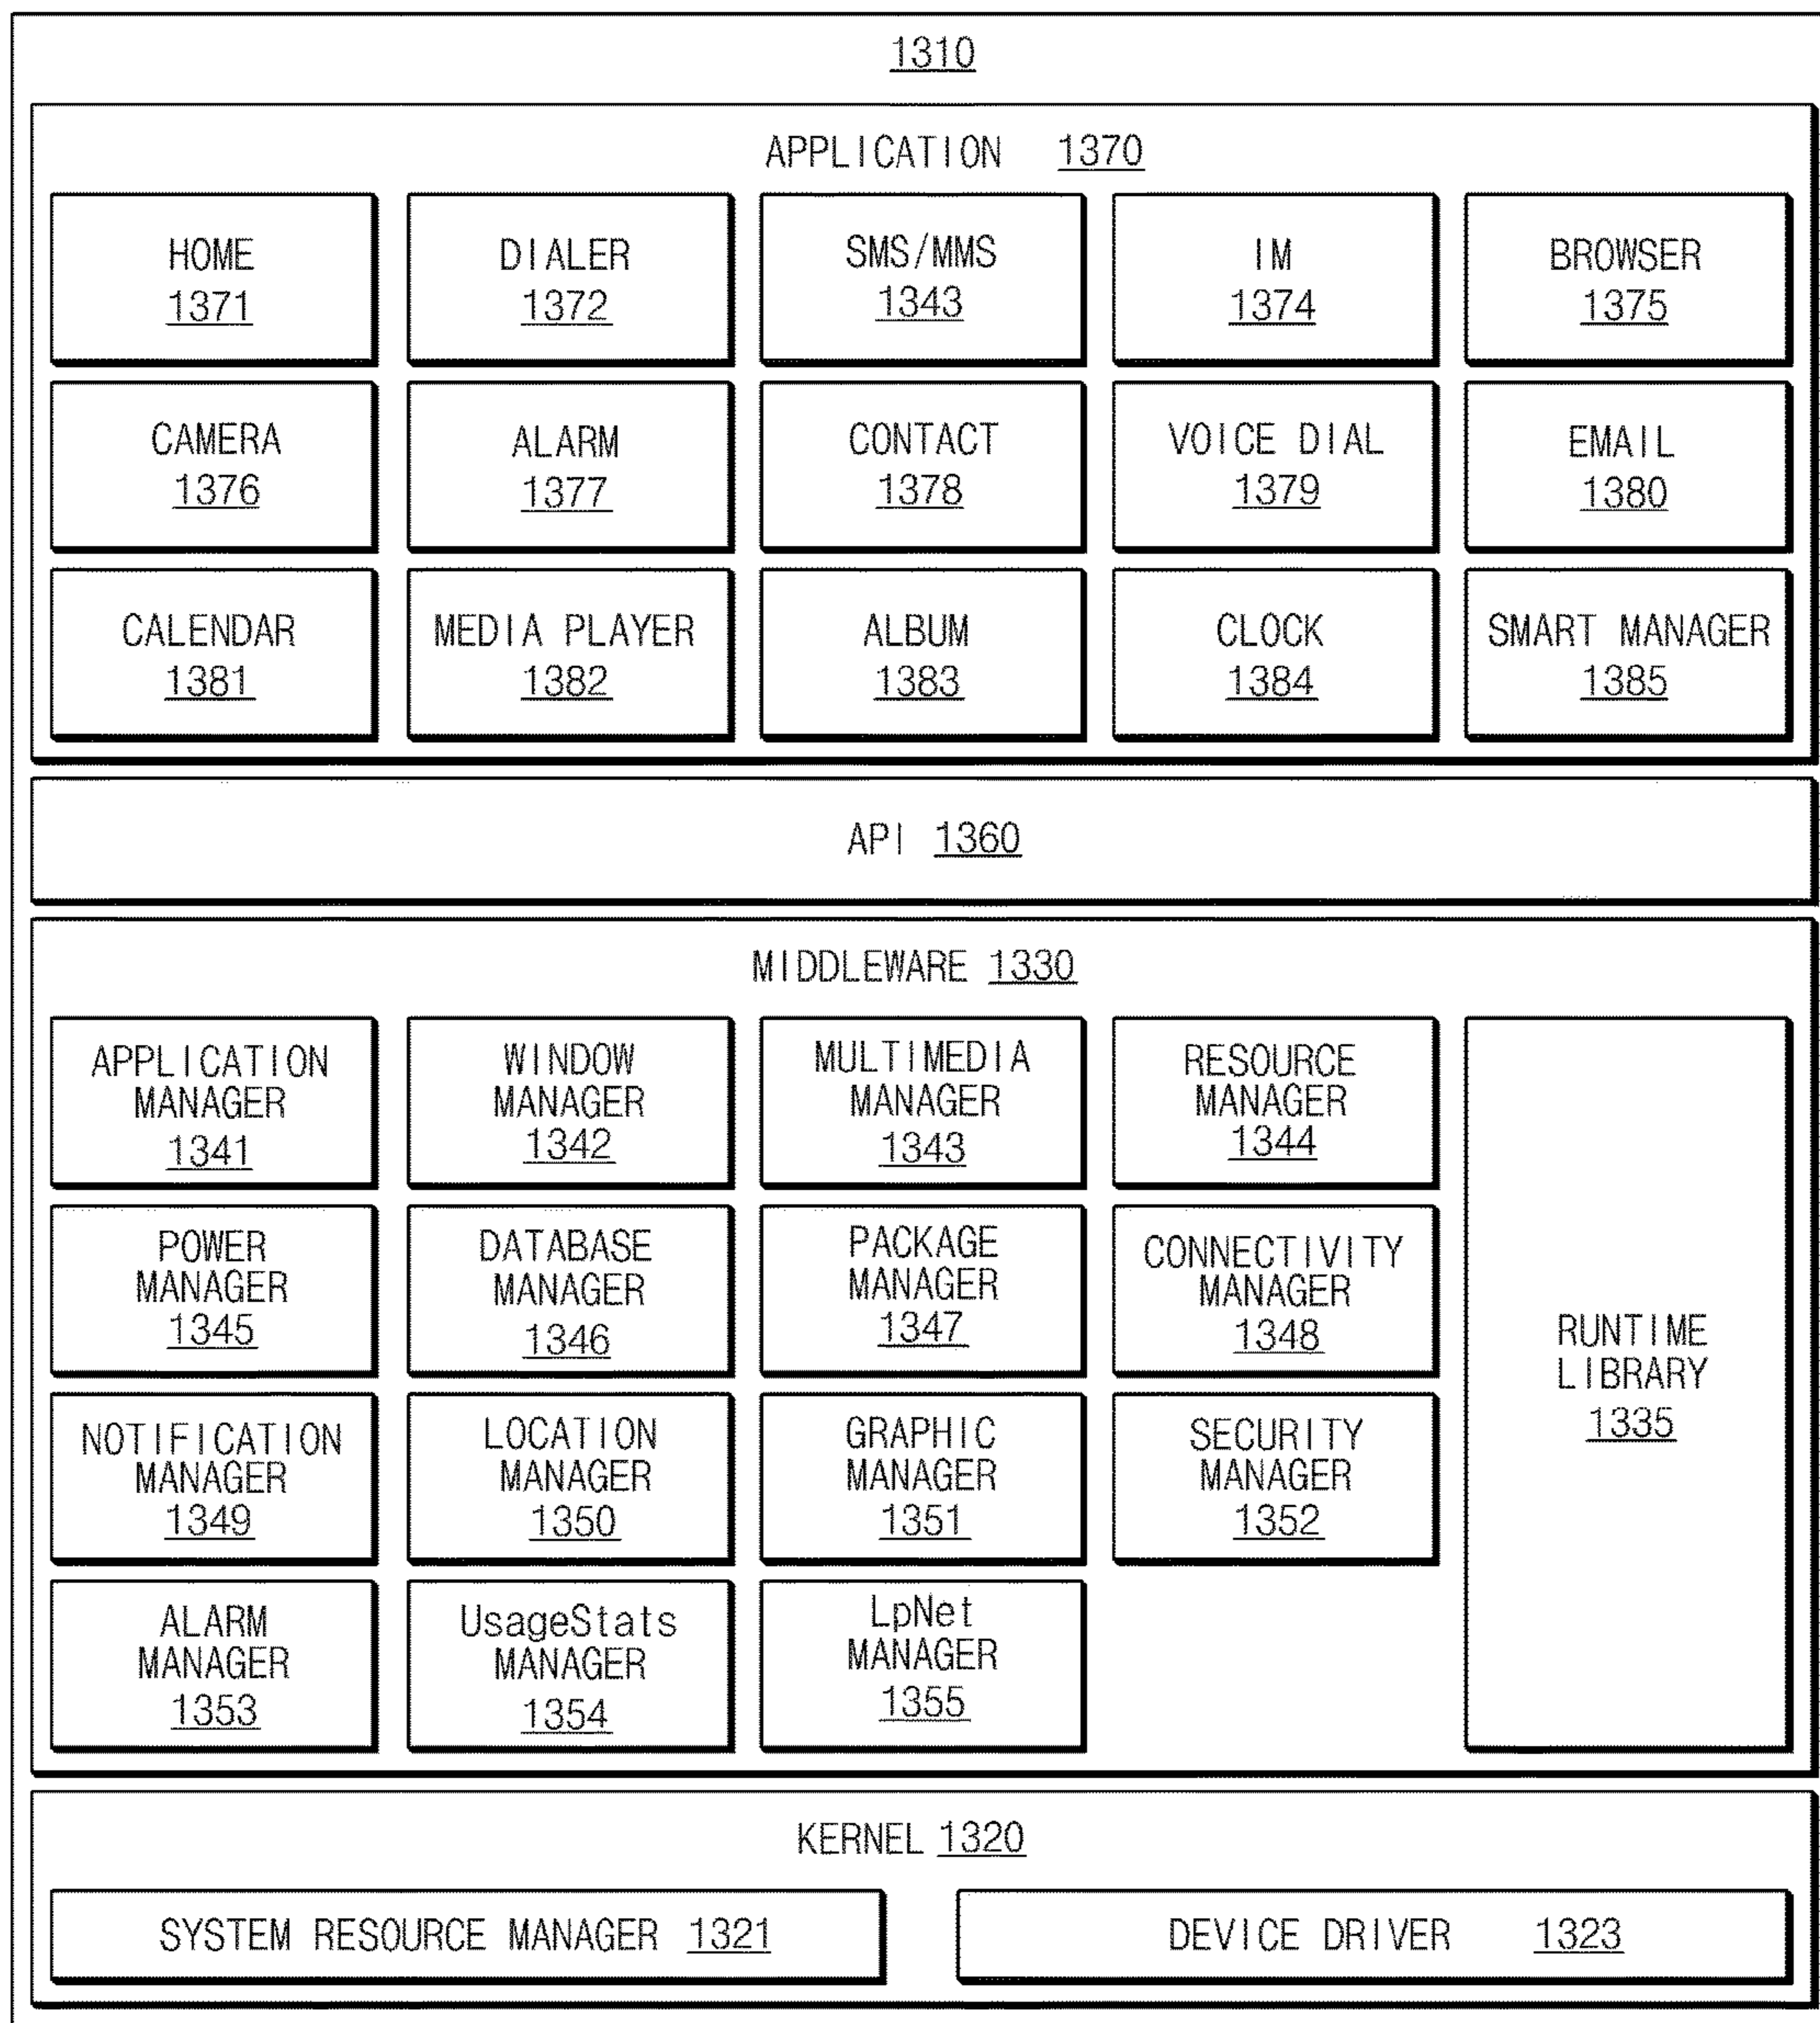 1310
APPLICATION 1370
HOME
1371
DIALER
1372
SMS/MMS
1343
IM
1374
BROWSER
1375
CAMERA
1376
ALARM
1377
CONTACT
1378
VOICE DIAL
1379
EMAIL
1380
CALENDAR
1381
MEDIA PLAYER
1382
ALBUM
1383
CLOCK
1384
SMART MANAGER
1385
API 1360
MIDDLEWARE 1330
APPLICATION
MANAGER
1341
WINDOW
MANAGER
1342
MULTIMEDIA
MANAGER
1343
RESOURCE
MANAGER
1344
POWER
MANAGER
1345
DATABASE
MANAGER
1346
PACKAGE
MANAGER
1347
CONNECTIVITY
MANAGER
1348
NOTIFICATION
MANAGER
1349
LOCATION
MANAGER
1350
GRAPHIC
MANAGER
1351
SECURITY
MANAGER
1352
ALARM
MANAGER
1353
UsageStats
MANAGER
1354
LpNet
MANAGER
1355
RUNTIME
LIBRARY
1335
KERNEL 1320
SYSTEM RESOURCE MANAGER 1321
DEVICE DRIVER 1323